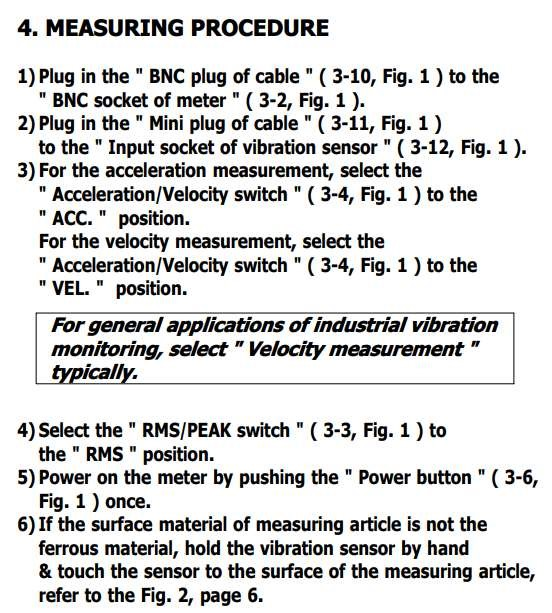 4. MEASURING PROCEDURE
1) Plug in the " BNC plug of cable " ( 3-10, Fig. 1 ) to the
" BNC socket of meter " ( 3-2, Fig. 1 ).
2) Plug in the " Mini plug of cable " ( 3-11, Fig. 1 )
to the " Input socket of vibration sensor " ( 3-12, Fig. 1 ).
3) For the acceleration measurement, select the
" Acceleration/Velocity switch " ( 3-4, Fig. 1 ) to the
" ACC. " position.
For the velocity measurement, select the
" Acceleration/Velocity switch " ( 3-4, Fig. 1 ) to the
" VEL. " position.
For general applications of industrial vibration
monitoring, select " Velocity measurement "
typically.
4) Select the " RMS/PEAK switch " ( 3-3, Fig. 1 ) to
the " RMS " position.
5) Power on the meter by pushing the " Power button " ( 3-6,
Fig. 1 ) once.
6) If the surface material of measuring article is not the
ferrous material, hold the vibration sensor by hand
& touch the sensor to the surface of the measuring article,
refer to the Fig. 2, page 6.